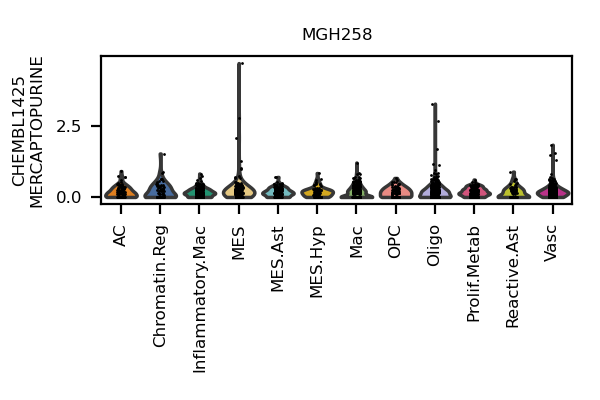 MGH258
CHEMBL1425
MERCAPTOPURINE
2.5
0.0
AC
Chromatin.Reg
Inflammatory.Mac
MES
MES.Ast
MES.Hyp
Mac
OPC
Oligo
Prolif.Metab
Reactive.Ast
Vasc